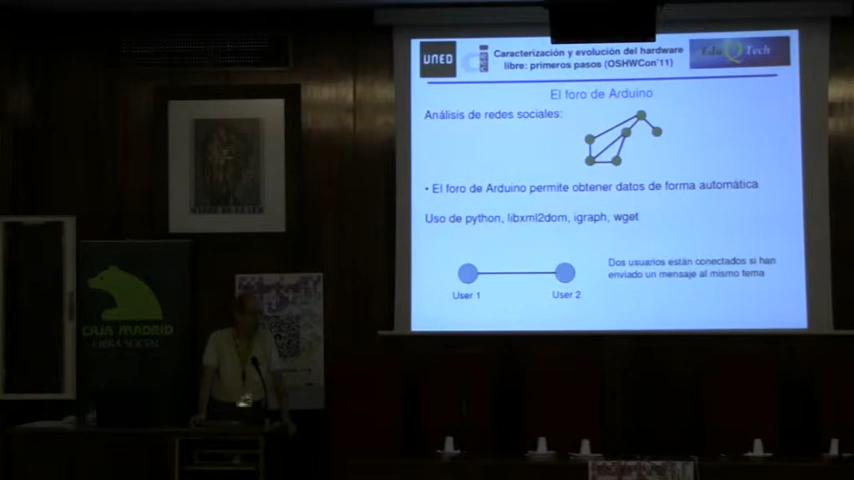 UNED
Caracterización y evolución del hardware
libre: primeros pasos (OSHWCon'11)
EduQTech
El foro de Arduino
Análisis de redes sociales:
• El foro de Arduino permite obtener datos de forma automática
Uso de python, libxml2dom, igraph, wget
Dos usuarios están conectados si han
enviado un mensaje al mismo tema
User 1
User 2
CAJA MADRID
OBRA SOCIAL